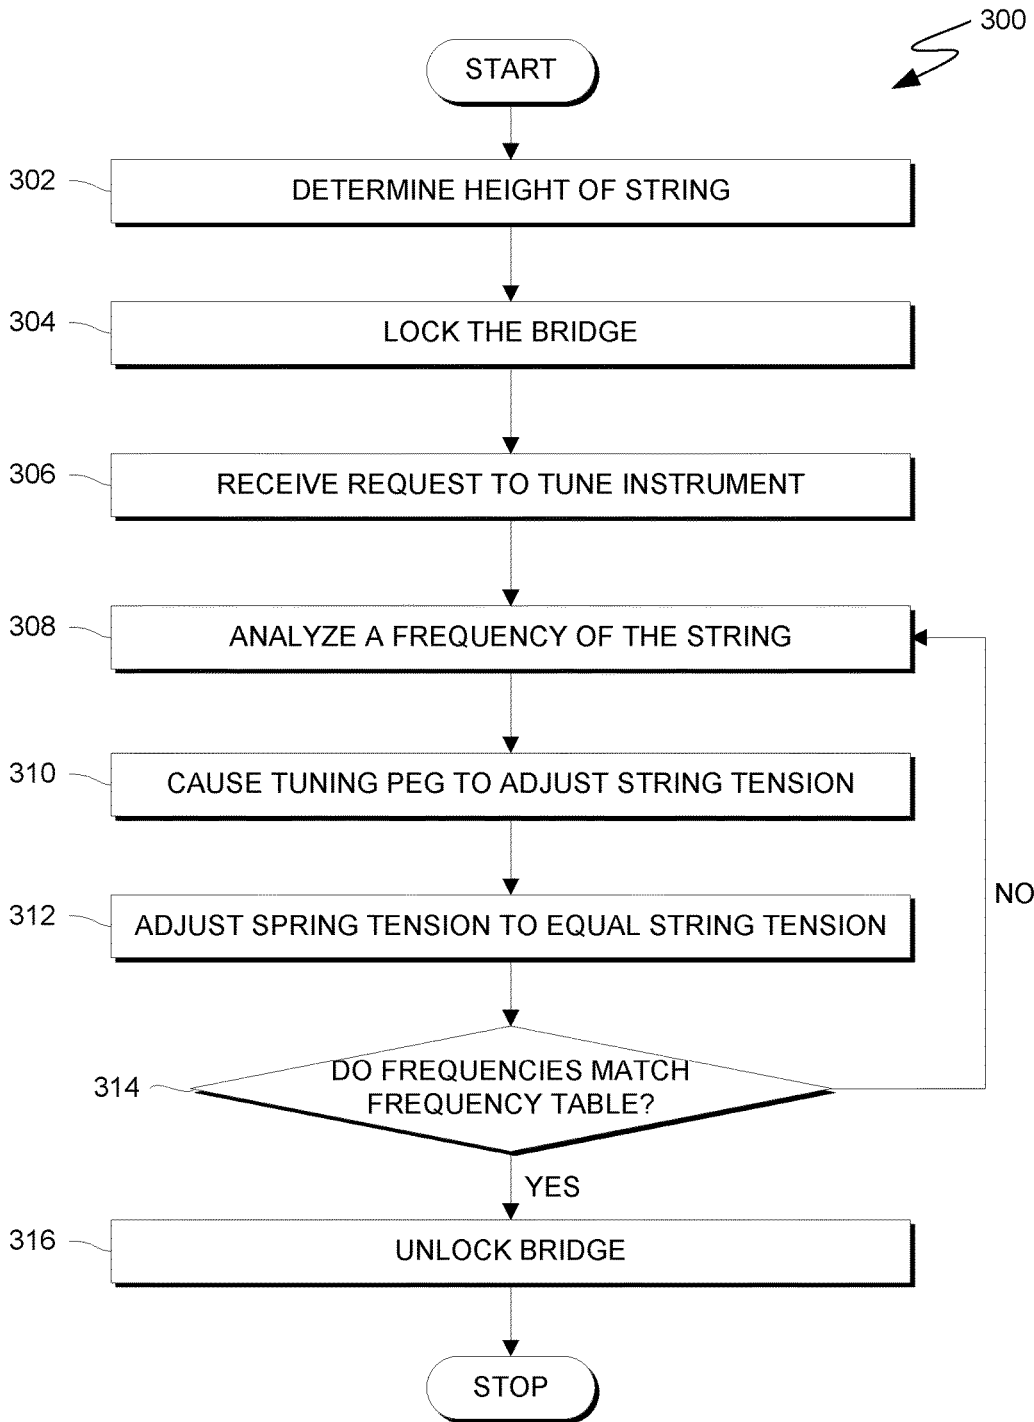 300
START
302
DETERMINE HEIGHT OF STRING
304
LOCK THE BRIDGE
306
RECEIVE REQUEST TO TUNE INSTRUMENT
308
ANALYZE A FREQUENCY OF THE STRING
310
CAUSE TUNING PEG TO ADJUST STRING TENSION
312
ADJUST SPRING TENSION TO EQUAL STRING TENSION
NO
314
DO FREQUENCIES MATCH
FREQUENCY TABLE?
YES
316
UNLOCK BRIDGE
STOP